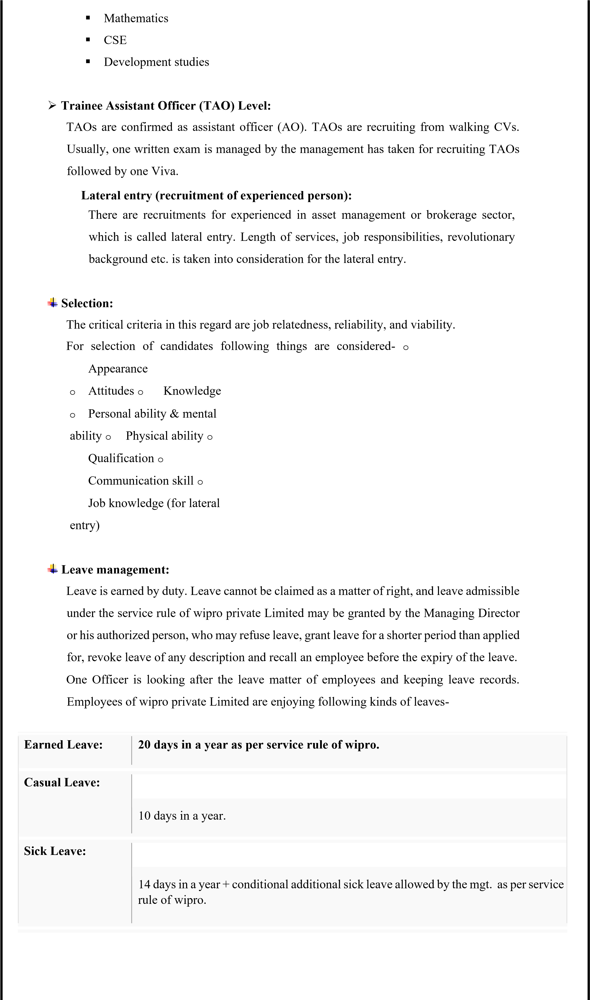 ▪ Mathematics
▪ CSE
▪ Development studies
➢ Trainee Assistant Officer (TAO) Level:
TAOs are confirmed as assistant officer (AO). TAOs are recruiting from walking CVs.
Usually, one written exam is managed by the management has taken for recruiting TAOs
followed by one Viva.
Lateral entry (recruitment of experienced person):
There are recruitments for experienced in asset management or brokerage sector,
which is called lateral entry. Length of services, job responsibilities, revolutionary
background etc. is taken into consideration for the lateral entry.
Selection:
The critical criteria in this regard are job relatedness, reliability, and viability.
For selection of candidates following things are considered- o
Appearance
o Attitudes o Knowledge
o Personal ability & mental
ability o Physical ability o
Qualification o
Communication skill o
Job knowledge (for lateral
entry)
Leave management:
Leave is earned by duty. Leave cannot be claimed as a matter of right, and leave admissible
under the service rule of wipro private Limited may be granted by the Managing Director
or his authorized person, who may refuse leave, grant leave for a shorter period than applied
for, revoke leave of any description and recall an employee before the expiry of the leave.
One Officer is looking after the leave matter of employees and keeping leave records.
Employees of wipro private Limited are enjoying following kinds of leaves-
Earned Leave: 20 days in a year as per service rule of wipro.
Casual Leave:
10 days in a year.
Sick Leave:
14 days in a year + conditional additional sick leave allowed by the mgt. as per service
rule of wipro.